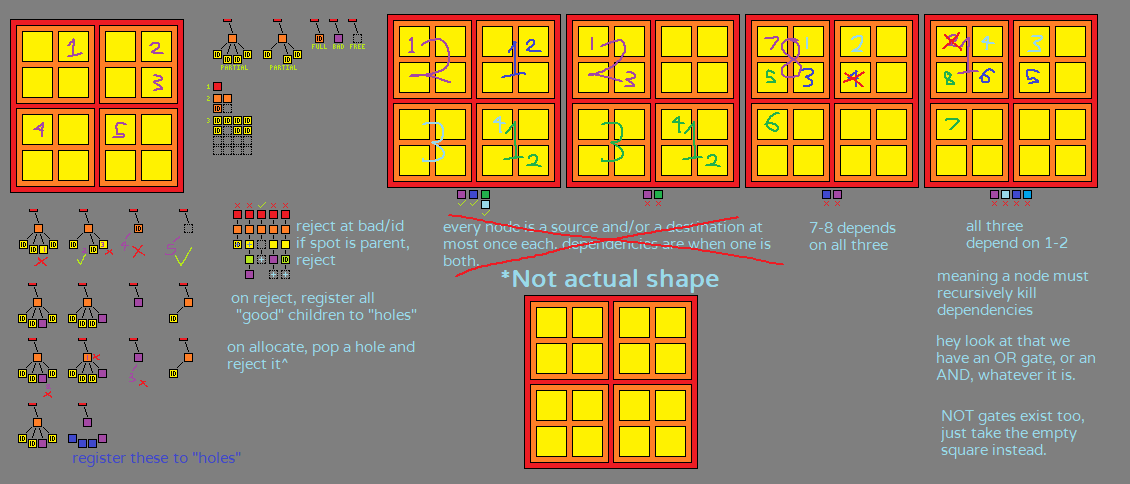 1
2
3
4 5
ID ID ID ID
PARTIAL
ID ID
PARTIAL
FULL BAD FREE
1
2
3
1 2 1 2
3 4 1 2
1 2 3
3 4 1 2
7 8 1 2
5 3 4
6
2 1 4 3
8 6 5
7
reject at bad/id
if spot is parent,
reject
on reject, register all
"good" children to "holes"
on allocate, pop a hole and
reject it^
register these to "holes"
every node is a source and/or a destination at
most once each, dependencies are when one is
both.
*Not actual shape
7-8 depends
on all three
all three
depend on 1-2
meaning a node must
recursively kill
dependencies
hey look at that we
have an OR gate, or an
AND, whatever it is.
NOT gates exist too,
just take the empty
square instead.